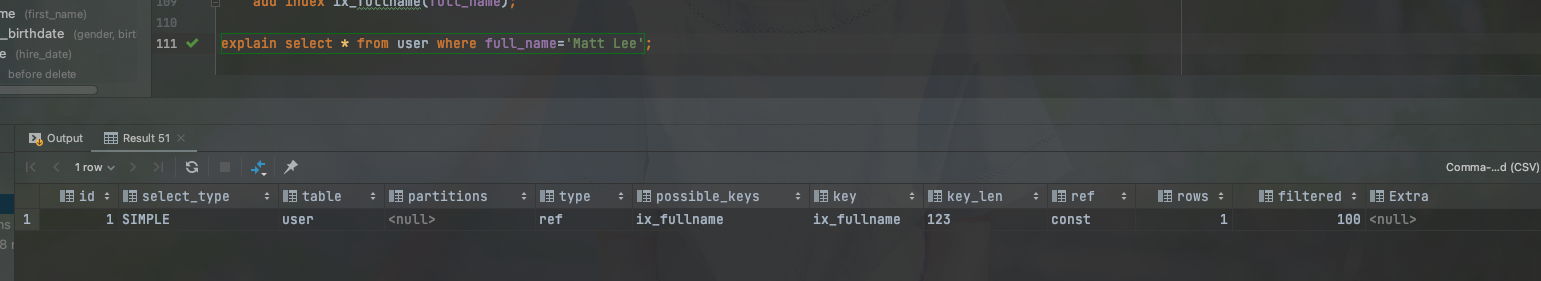 109 add index ix_fullname(full_name);
me (first_name)
110
_birthdate (gender, birt
111 explain select * from user where full_name='Matt Lee';
e (hire_date)
before delete
Output Result 51
1 row Comma-...d (CSV)
id select_type table partitions type possible_keys key key_len ref rows filtered Extra
1 1 SIMPLE user <null> ref ix_fullname ix_fullname 123 const 1 100 <null>
ns
8 r